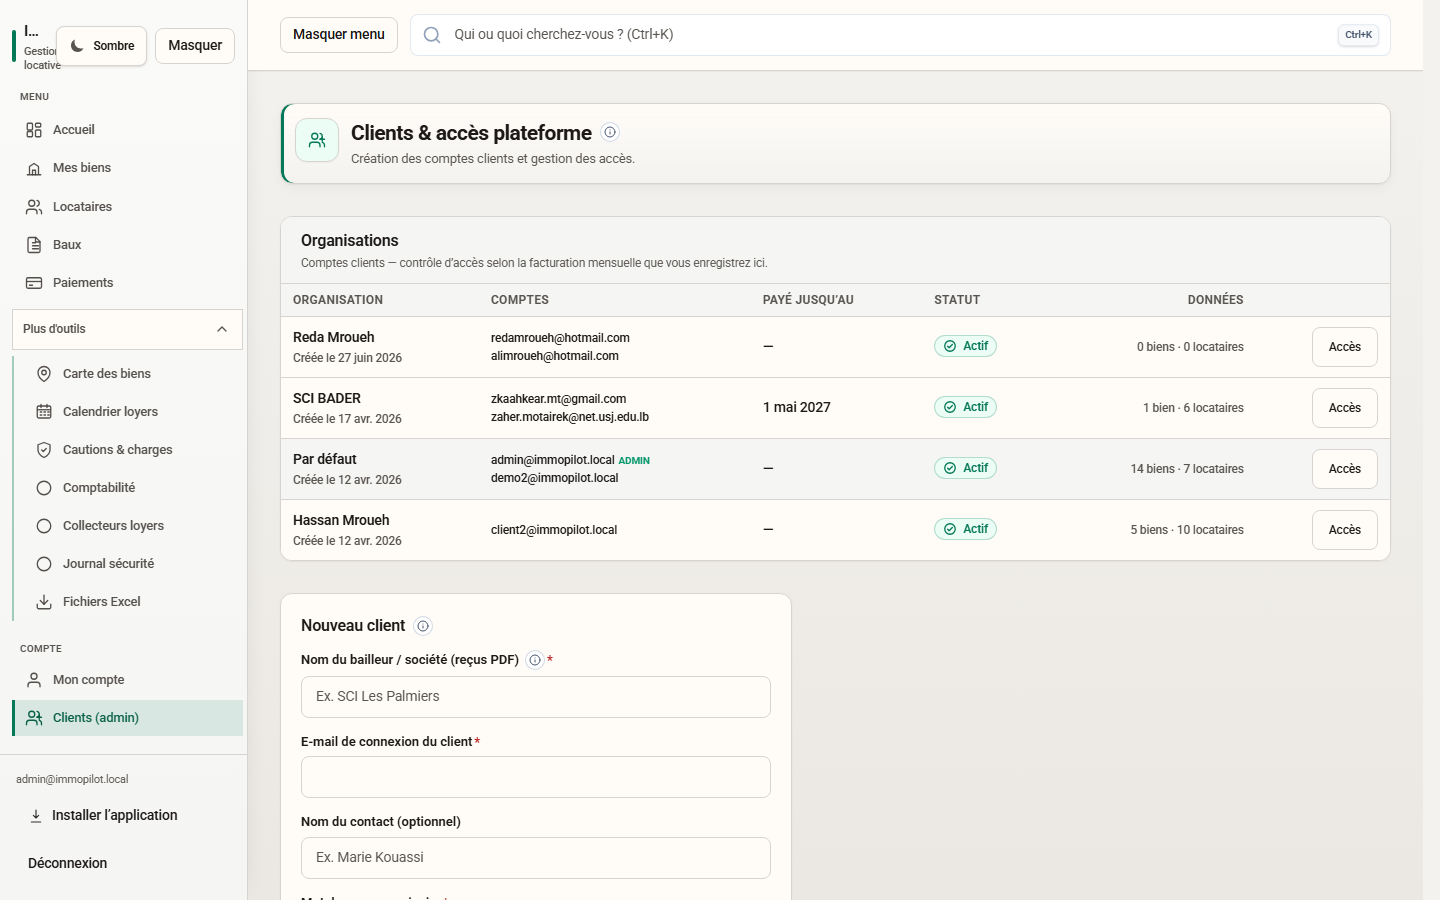 I...
Gestion
locative
Sombre
Masquer
MENU
Accueil
Mes biens
Locataires
Baux
Paiements
Plus d'outils
Carte des biens
Calendrier loyers
Cautions & charges
Comptabilité
Collecteurs loyers
Journal sécurité
Fichiers Excel
COMPTE
Mon compte
Clients (admin)
admin@immopilot.local
Installer l’application
Déconnexion
Masquer menu
Qui ou quoi cherchez-vous ? (Ctrl+K)
Ctrl+K
Clients & accès plateforme
Création des comptes clients et gestion des accès.
Organisations
Comptes clients — contrôle d’accès selon la facturation mensuelle que vous enregistrez ici.
ORGANISATION COMPTES PAYÉ JUSQU’AU STATUT DONNÉES
Reda Mroueh
Créée le 27 juin 2026
redamroueh@hotmail.com
alimroueh@hotmail.com
—
Actif
0 biens · 0 locataires
Accès
SCI BADER
Créée le 17 avr. 2026
zkaahkear.mt@gmail.com
zaher.motairek@net.usj.edu.lb
1 mai 2027
Actif
1 bien · 6 locataires
Accès
Par défaut
Créée le 12 avr. 2026
admin@immopilot.local ADMIN
demo2@immopilot.local
—
Actif
14 biens · 7 locataires
Accès
Hassan Mroueh
Créée le 12 avr. 2026
client2@immopilot.local
—
Actif
5 biens · 10 locataires
Accès
Nouveau client
Nom du bailleur / société (reçus PDF) *
Ex. SCI Les Palmiers
E-mail de connexion du client *
Nom du contact (optionnel)
Ex. Marie Kouassi